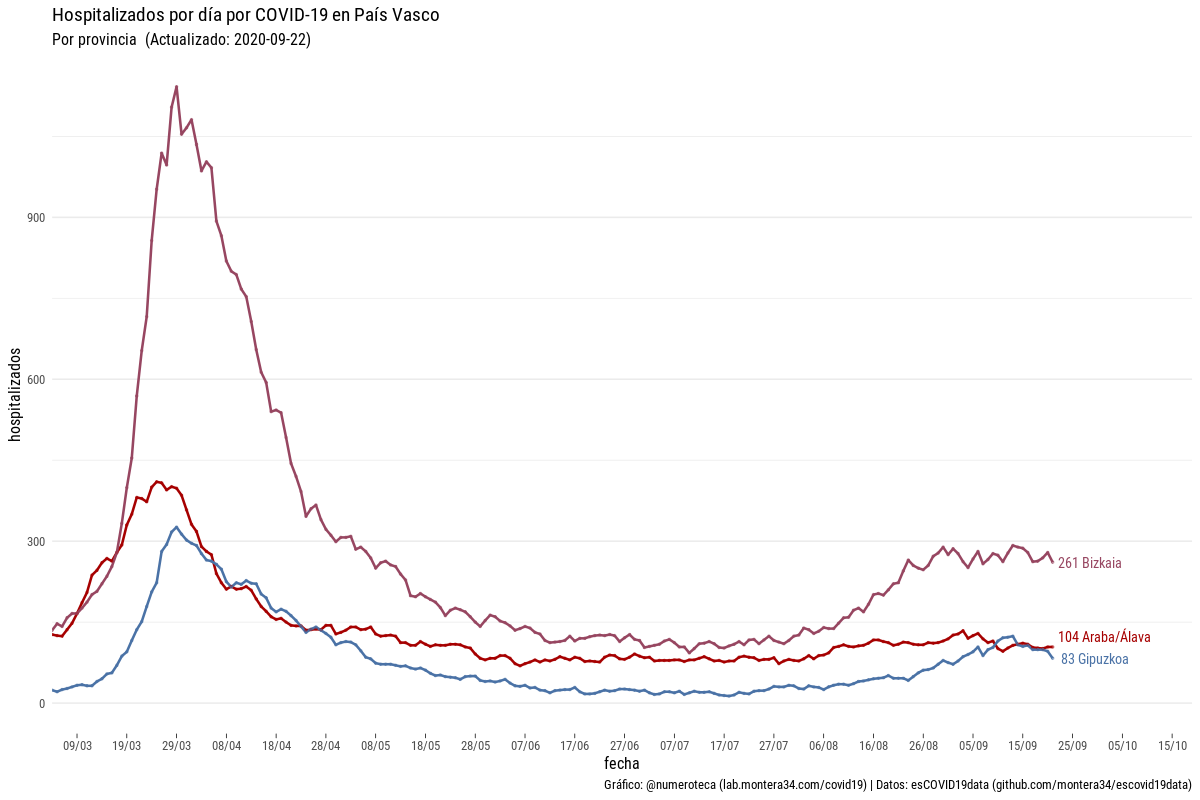 Hospitalizados por día por COVID-19 en País Vasco
Por provincia (Actualizado: 2020-09-22)
hospitalizados
900
600
300
0
261 Bizkaia
104 Araba/Álava
83 Gipuzkoa
09/03 19/03 29/03 08/04 18/04 28/04 08/05 18/05 28/05 07/06 17/06 27/06 07/07 17/07 27/07 06/08 16/08 26/08 05/09 15/09 25/09 05/10 15/10
fecha
Gráfico: @numeroteca (lab.montera34.com/covid19) | Datos: esCOVID19data (github.com/montera34/escovid19data)